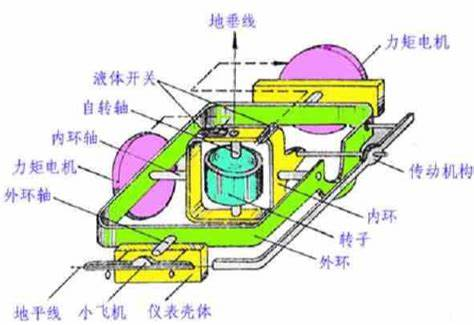 地垂线
力矩电机
液体开关
自转轴
内环轴
力矩电机
外环轴
传动机构
内环
转子
外环
地平线
小飞机
仪表壳体